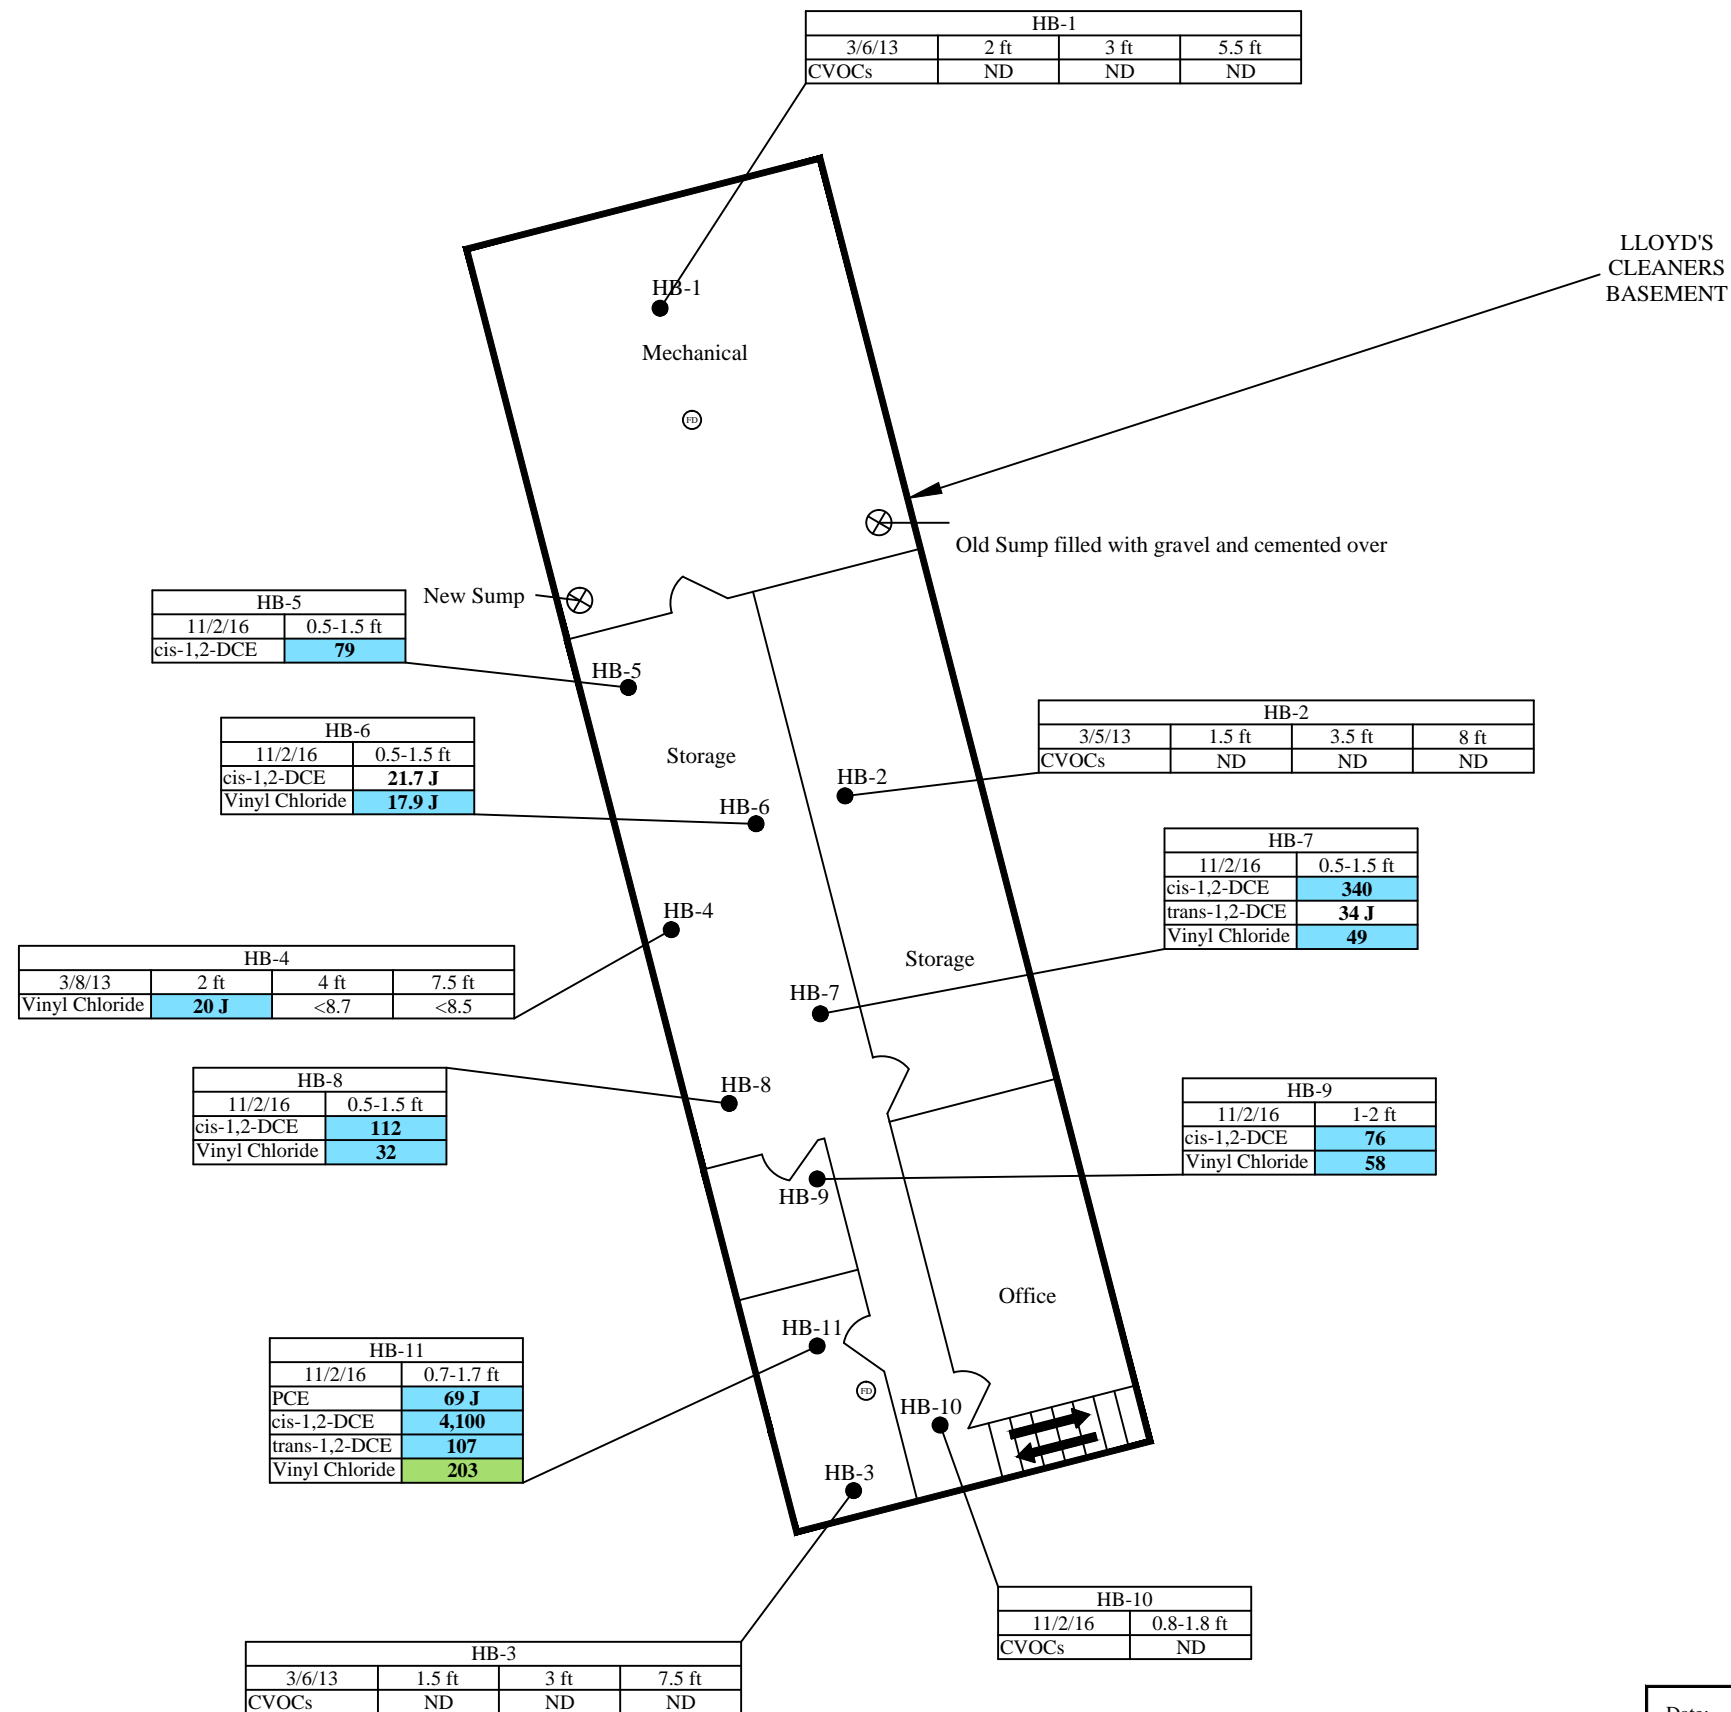 HB-1
3/6/13 2 ft 3 ft 5.5 ft
CVOCs ND ND ND
LLOYD'S
CLEANERS
BASEMENT
HB-1
Mechanical
FD
Old Sump filled with gravel and cemented over
New Sump
HB-5
11/2/16 0.5-1.5 ft
cis-1,2-DCE 79
HB-5
HB-6
11/2/16 0.5-1.5 ft
cis-1,2-DCE 21.7 J
Vinyl Chloride 17.9 J
Storage
HB-2
3/5/13 1.5 ft 3.5 ft 8 ft
CVOCs ND ND ND
HB-2
HB-6
HB-7
11/2/16 0.5-1.5 ft
cis-1,2-DCE 340
trans-1,2-DCE 34 J
Vinyl Chloride 49
HB-4
HB-4
3/8/13 2 ft 4 ft 7.5 ft
Vinyl Chloride 20 J <8.7 <8.5
Storage
HB-7
HB-8
11/2/16 0.5-1.5 ft
cis-1,2-DCE 112
Vinyl Chloride 32
HB-8
HB-9
11/2/16 1-2 ft
cis-1,2-DCE 76
Vinyl Chloride 58
HB-9
Office
HB-11
HB-11
11/2/16 0.7-1.7 ft
PCE 69 J
cis-1,2-DCE 4,100
trans-1,2-DCE 107
Vinyl Chloride 203
FD
HB-10
HB-3
HB-10
11/2/16 0.8-1.8 ft
CVOCs ND
HB-3
3/6/13 1.5 ft 3 ft 7.5 ft
CVOCs ND ND ND